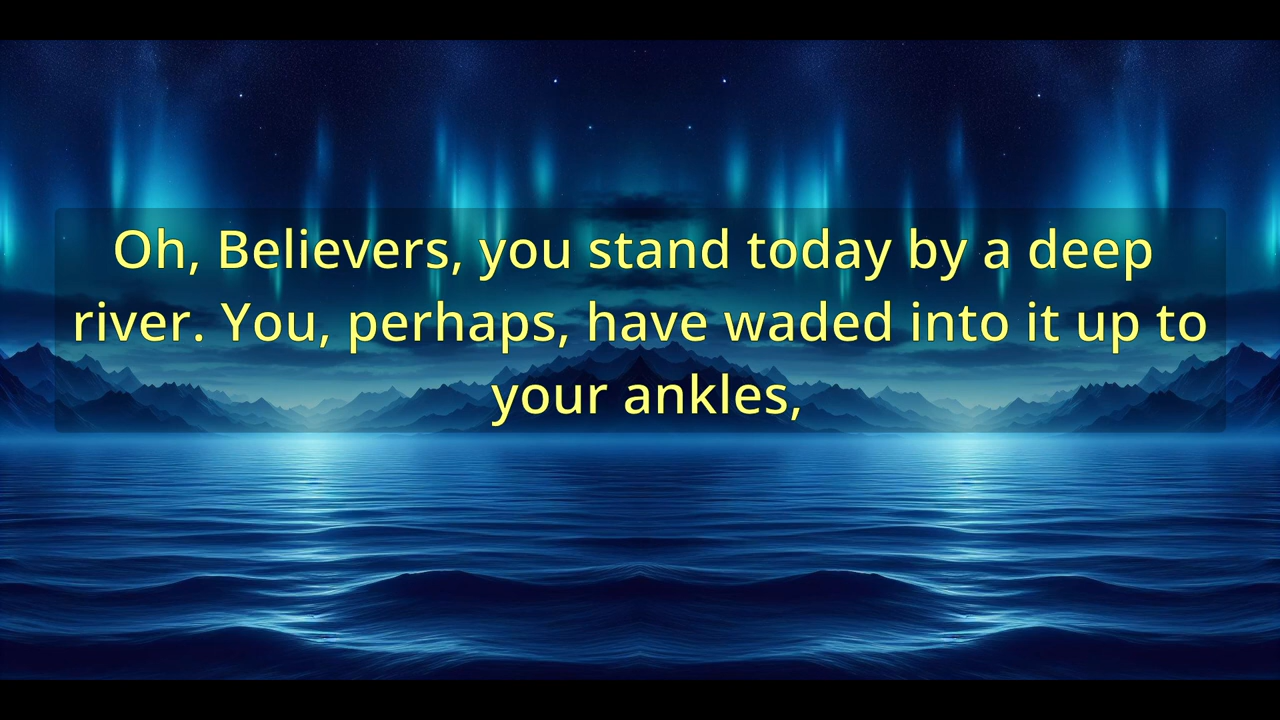 Oh, Believers, you stand today by a deep
river. You, perhaps, have waded into it up to
your ankles,